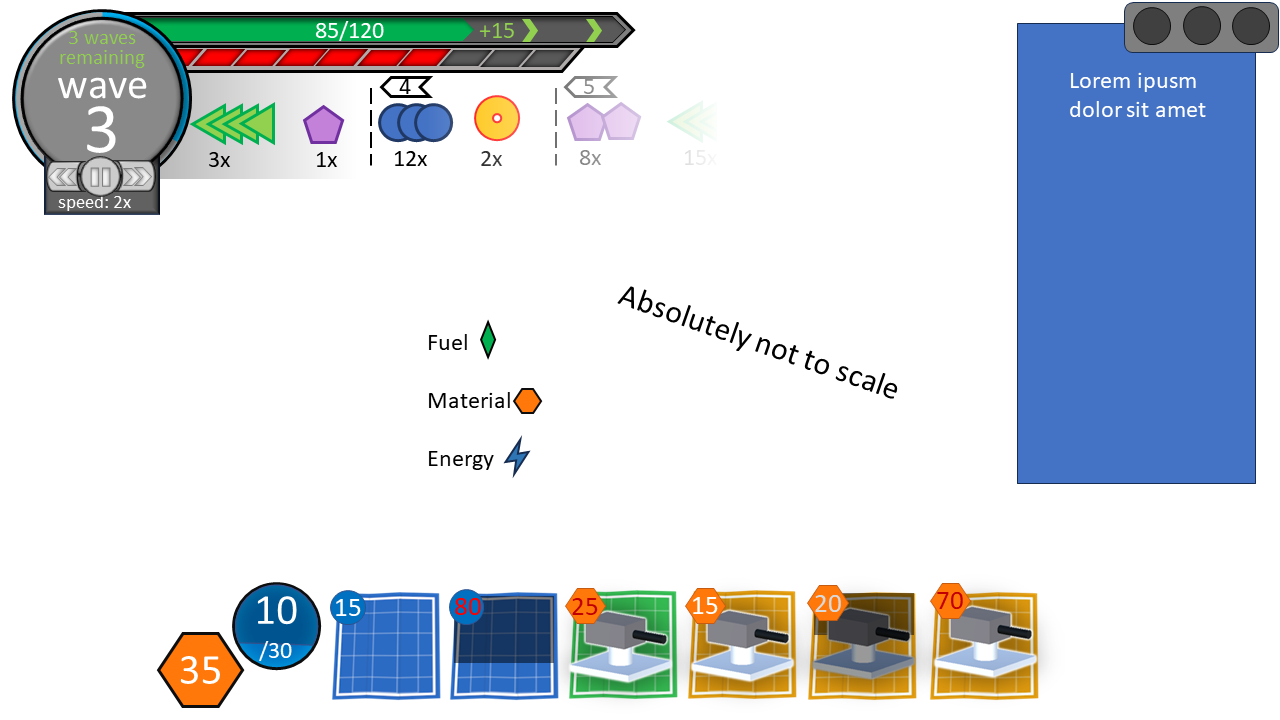 3 waves
remaining
wave
3
speed: 2x
85/120
+15
3x
1x
4
12x
2x
5
8x
15x
Lorem ipusm
dolor sit amet
Absolutely not to scale
Fuel
Material
Energy
35
10
/30
15
80
25
15
20
70